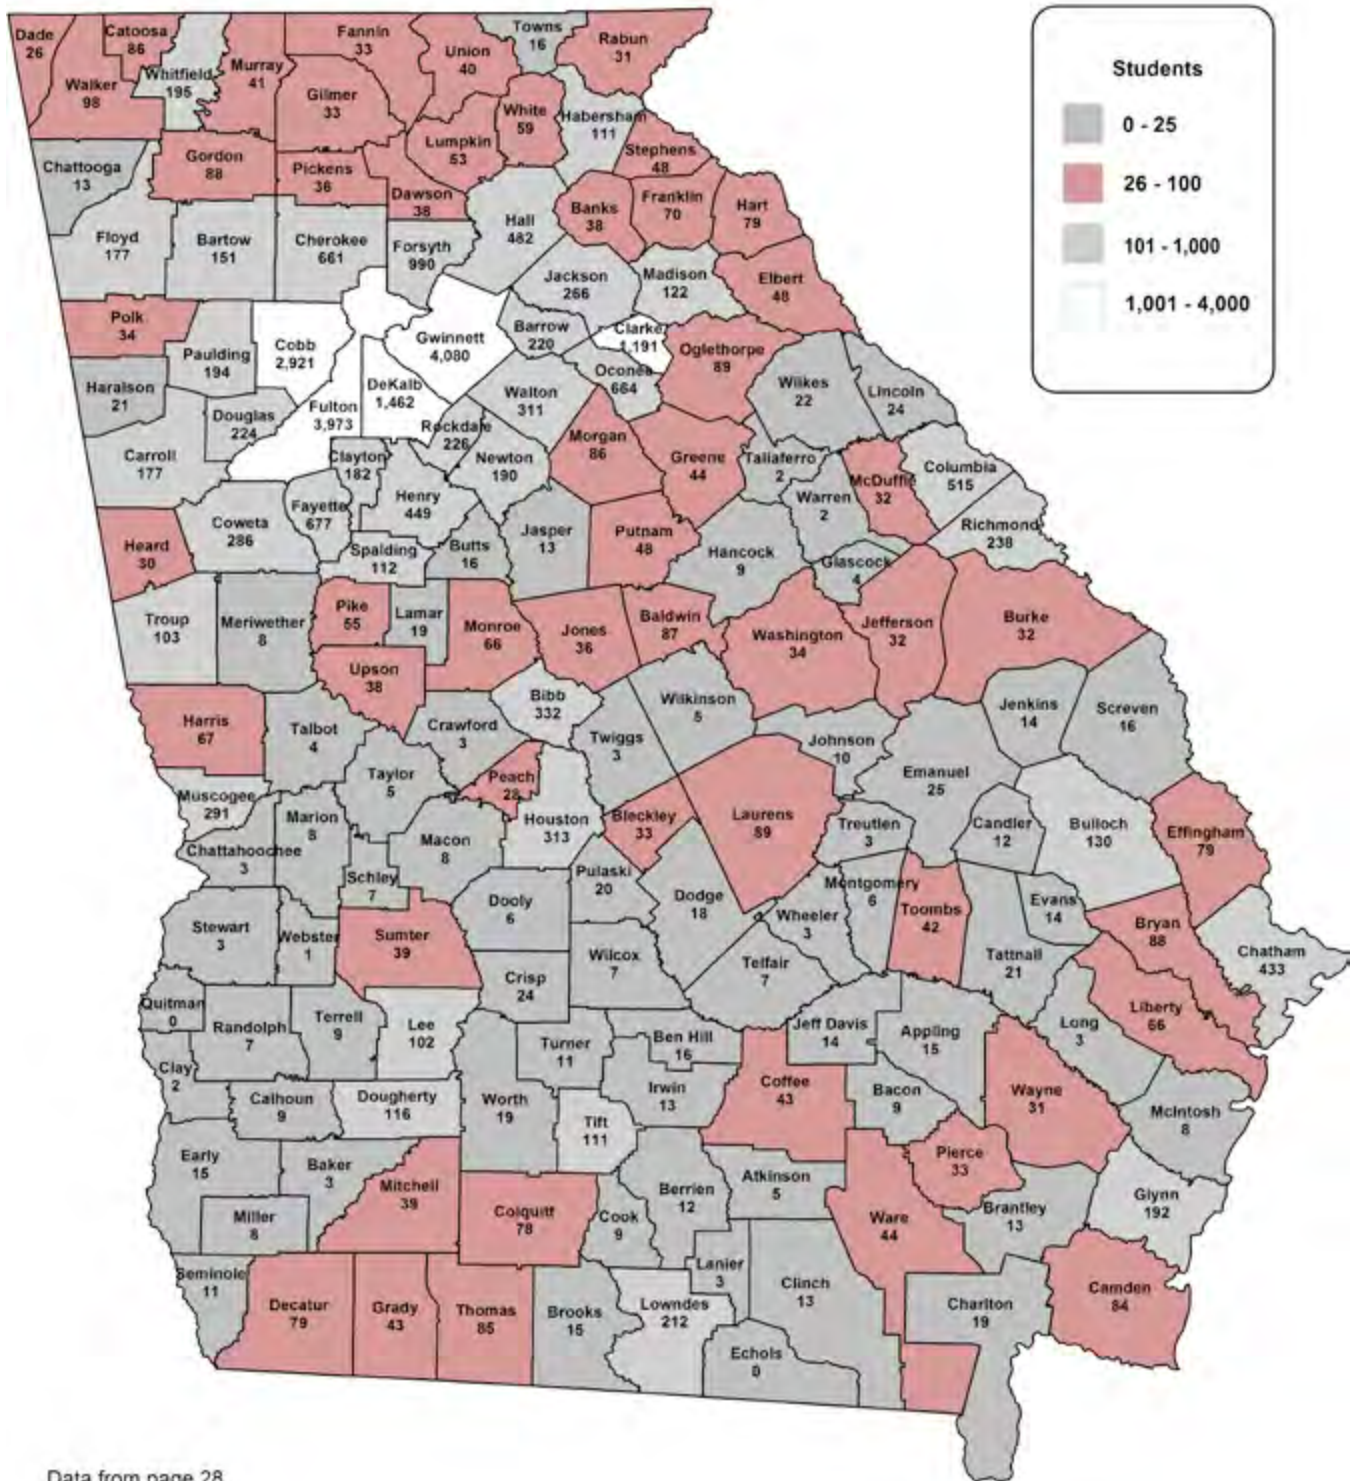 Dade
26
Catoosa
86
Walker
98
Whitfield
195
Murray
41
Fannin
33
Gilmer
33
Union
40
Towns
16
Rabun
31
White
59
Habersham
111
Lumpkin
53
Stephens
48
Chattooga
13
Gordon
88
Pickens
36
Dawson
38
Banks
38
Franklin
70
Hart
79
Hall
482
Floyd
177
Bartow
151
Cherokee
661
Forsyth
990
Jackson
266
Madison
122
Elbert
48
Polk
34
Paulding
194
Cobb
2,921
Gwinnett
4,080
Barrow
220
Clarke
1,191
Oconee
664
Oglethorpe
89
Wilkes
22
Lincoln
24
Haralson
21
Douglas
224
Fulton
3,973
DeKalb
1,462
Rockdale
226
Walton
311
Morgan
86
Greene
44
Taliaferro
2
McDuffie
32
Columbia
515
Carroll
177
Clayton
182
Newton
190
Henry
449
Fayette
677
Coweta
286
Warren
2
Richmond
238
Heard
30
Spalding
112
Butts
16
Jasper
13
Putnam
48
Hancock
9
Glascock
4
Troup
103
Meriwether
8
Pike
55
Lamar
19
Monroe
66
Jones
36
Baldwin
87
Washington
34
Jefferson
32
Burke
32
Upson
38
Bibb
332
Wilkinson
5
Jenkins
14
Screven
16
Harris
67
Talbot
4
Crawford
3
Twiggs
3
Johnson
10
Emanuel
25
Muscogee
291
Taylor
5
Peach
28
Houston
313
Bleckley
33
Laurens
89
Treutlen
3
Candler
12
Bulloch
130
Effingham
79
Marion
8
Chattahoochee
3
Macon
8
Schley
7
Pulaski
20
Dodge
18
Montgomery
6
Wheeler
3
Toombs
42
Evans
14
Tattnall
21
Bryan
88
Chatham
433
Stewart
3
Webster
1
Sumter
39
Dooly
6
Crisp
24
Wilcox
7
Telfair
7
Liberty
66
Quitman
0
Randolph
7
Terrell
9
Lee
102
Turner
11
Ben Hill
16
Jeff Davis
14
Appling
15
Long
3
Clay
2
Calhoun
9
Dougherty
116
Worth
19
Tift
111
Irwin
13
Coffee
43
Bacon
9
Wayne
31
McIntosh
8
Early
15
Baker
3
Mitchell
39
Miller
8
Colquitt
78
Cook
9
Berrien
12
Atkinson
5
Pierce
33
Ware
44
Brantley
13
Glynn
192
Seminole
11
Decatur
79
Grady
43
Thomas
85
Brooks
15
Lowndes
212
Lanier
3
Clinch
13
Echols
0
Charlton
19
Camden
84
Students
0 - 25
26 - 100
101 - 1,000
1,001 - 4,000
Data from page 28